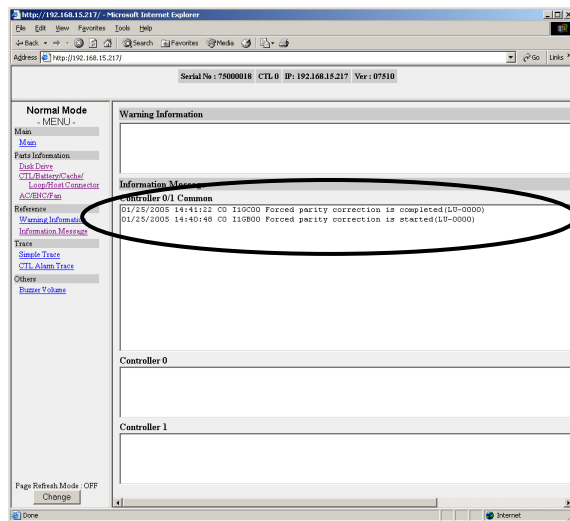 http://192.168.15.217/ - Microsoft Internet Explorer
File Edit View Favorites Tools Help
Back Search Favorites Media
Address http://192.168.15.217/ Go Links »
Serial No : 75000018 CTL 0 IP: 192.168.15.217 Ver : 07510
Normal Mode
- MENU -
Main
Main
Parts Information
Disk Drive
CTL/Battery/Cache/
Loop/Host Connector
AC/ENC/Fan
Reference
Warning Information
Information Message
Trace
Simple Trace
CTL Alarm Trace
Others
Buzzer Volume
Page Refresh Mode : OFF
Change
Warning Information
Information Message
Controller 0/1 Common
01/25/2005 14:41:22 C0 I1GC00 Forced parity correction is completed(LU-0000)
01/25/2005 14:40:48 C0 I1GB00 Forced parity correction is started(LU-0000)
Controller 0
Controller 1
Done Internet